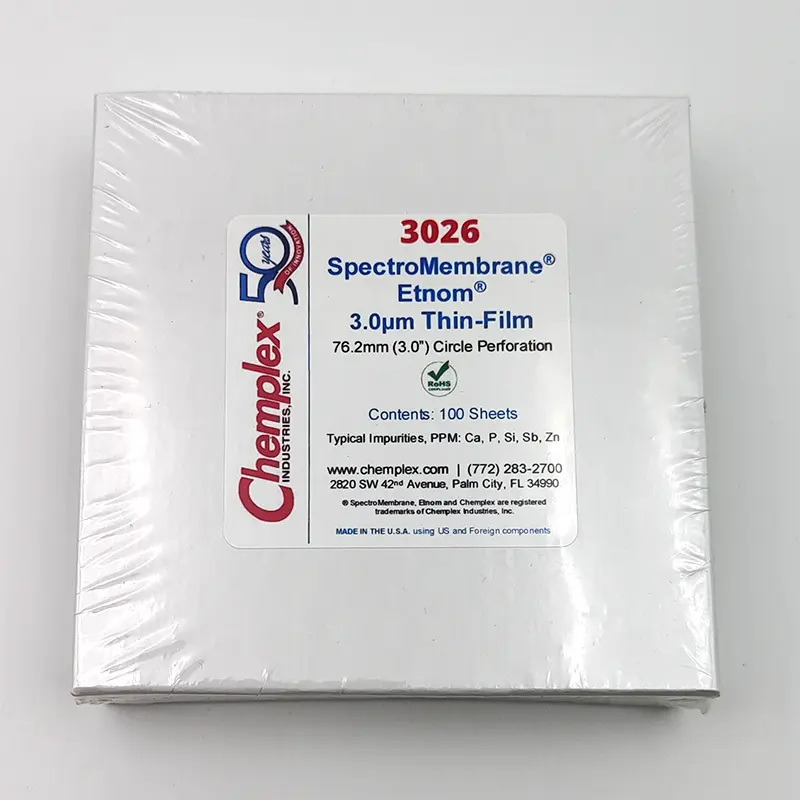 50 years
OF INNOVATION
Chemplex®
INDUSTRIES, INC.
3026
SpectroMembrane®
Etnom®
3.0µm Thin-Film
76.2mm (3.0") Circle Perforation
RoHS
COMPLIANT
Contents: 100 Sheets
Typical Impurities, PPM: Ca, P, Si, Sb, Zn
www.chemplex.com | (772) 283-2700
2820 SW 42nd Avenue, Palm City, FL 34990
® SpectroMembrane, Etnom and Chemplex are registered
trademarks of Chemplex Industries, Inc.
MADE IN THE U.S.A. using US and Foreign components